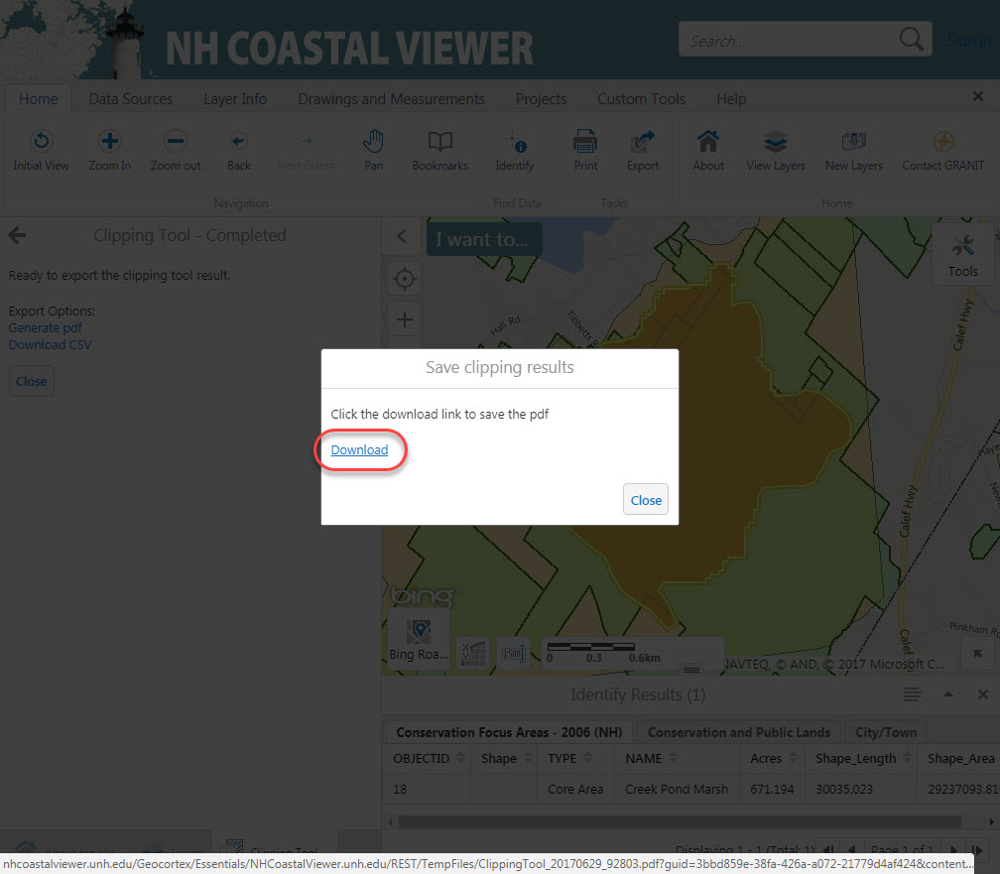 NH COASTAL VIEWER
Search...
Sign in
Home Data Sources Layer Info Drawings and Measurements Projects Custom Tools Help
Initial View Zoom In Zoom out Back Next Extent Pan Bookmarks Identify Print Export About View Layers New Layers Contact GRANIT
Navigation Find Data Tasks Home
Clipping Tool - Completed
Ready to export the clipping tool result.
Export Options:
Generate pdf
Download CSV
Close
I want to...
Tools
Hall Rd
Tibbetts R
Calef Hwy
Calef Hwy
Calef
Haye
New
Pinkham Ro
Save clipping results
Click the download link to save the pdf
Download
Close
bing
Bing Roa...
0 0.3 0.6km
NAVTEQ, © AND, © 2017 Microsoft C...
Identify Results (1)
Conservation Focus Areas - 2006 (NH) Conservation and Public Lands City/Town
OBJECTID Shape TYPE NAME Acres Shape_Length Shape_Area
18 Core Area Creek Pond Marsh 671.194 30035.023 29237093.81
Displaying 1 - 1 (Total: 1) Page 1 of 1
Clipping Tool
nhcoastalviewer.unh.edu/Geocortex/Essentials/NHCoastalViewer.unh.edu/REST/TempFiles/ClippingTool_20170629_92803.pdf?guid=3bbd859e-38fa-426a-a072-21779d4af424&content...